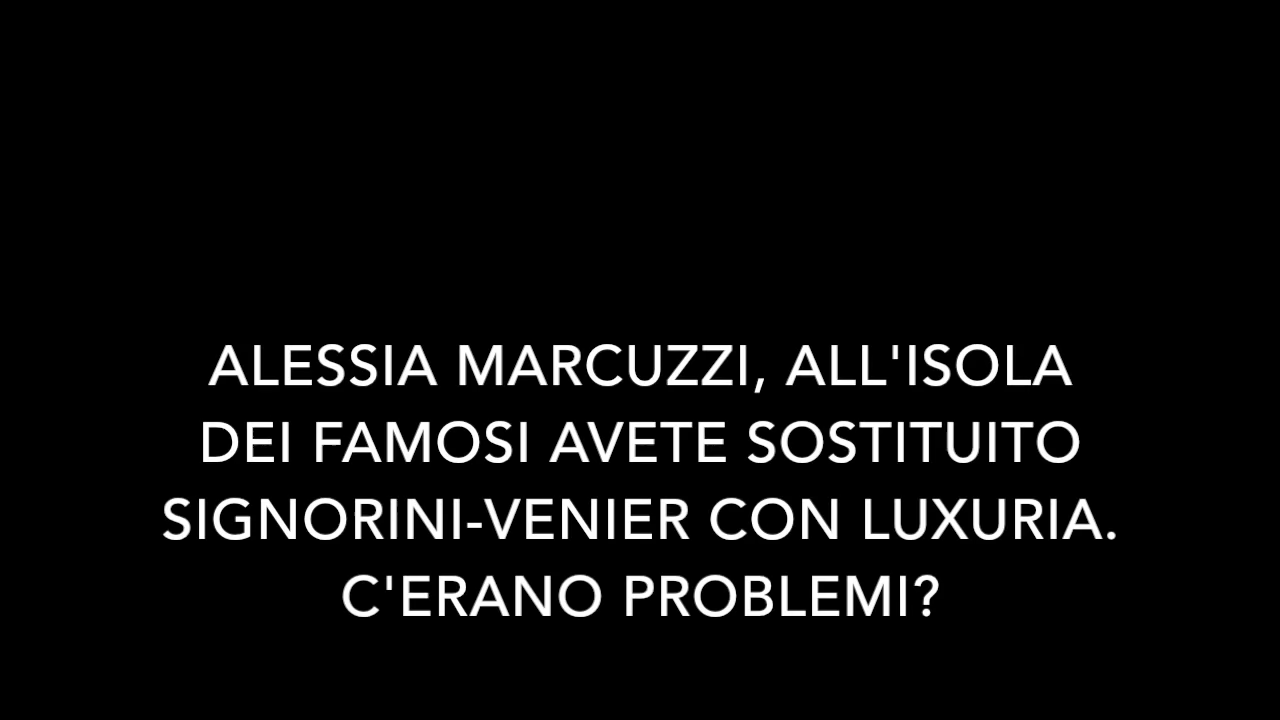 ALESSIA MARCUZZI, ALL'ISOLA
DEI FAMOSI AVETE SOSTITUITO
SIGNORINI-VENIER CON LUXURIA.
C'ERANO PROBLEMI?